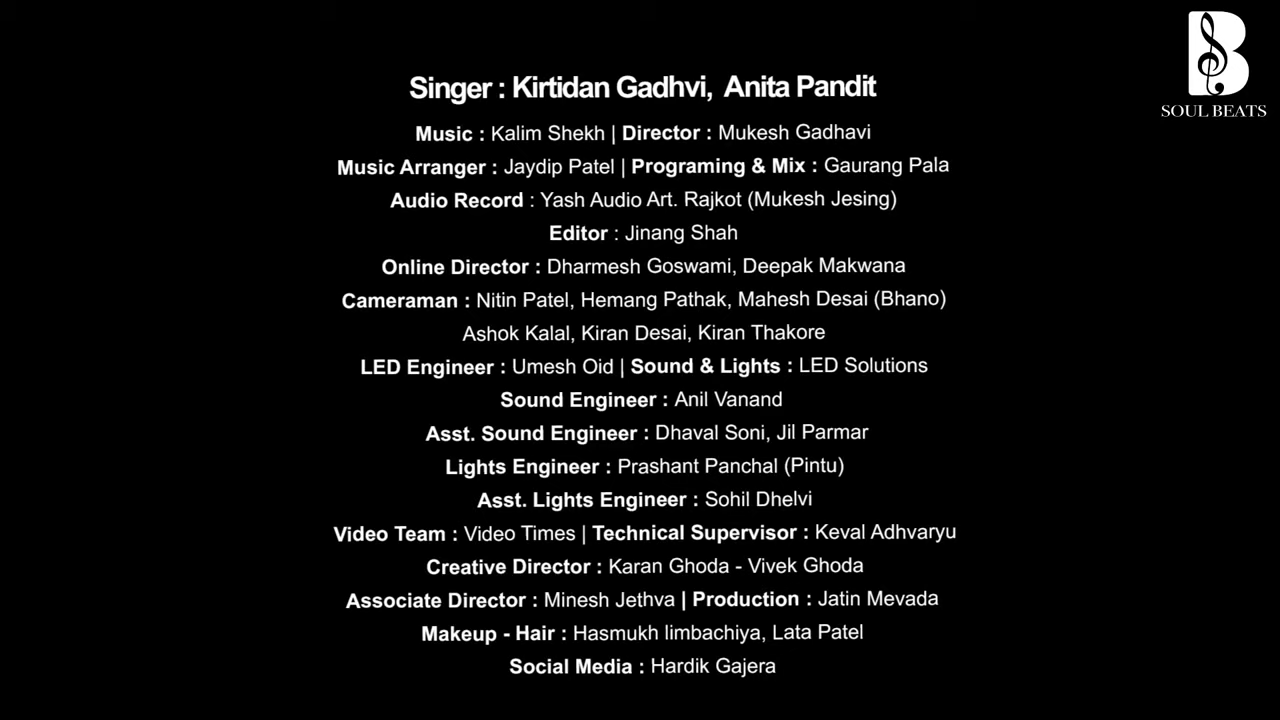 Singer : Kirtidan Gadhvi, Anita Pandit
Music : Kalim Shekh | Director : Mukesh Gadhavi
Music Arranger : Jaydip Patel | Programing & Mix : Gaurang Pala
Audio Record : Yash Audio Art. Rajkot (Mukesh Jesing)
Editor : Jinang Shah
Online Director : Dharmesh Goswami, Deepak Makwana
Cameraman : Nitin Patel, Hemang Pathak, Mahesh Desai (Bhano)
Ashok Kalal, Kiran Desai, Kiran Thakore
LED Engineer : Umesh Oid | Sound & Lights : LED Solutions
Sound Engineer : Anil Vanand
Asst. Sound Engineer : Dhaval Soni, Jil Parmar
Lights Engineer : Prashant Panchal (Pintu)
Asst. Lights Engineer : Sohil Dhelvi
Video Team : Video Times | Technical Supervisor : Keval Adhvaryu
Creative Director : Karan Ghoda - Vivek Ghoda
Associate Director : Minesh Jethva | Production : Jatin Mevada
Makeup - Hair : Hasmukh limbachiya, Lata Patel
Social Media : Hardik Gajera
B
SOUL BEATS